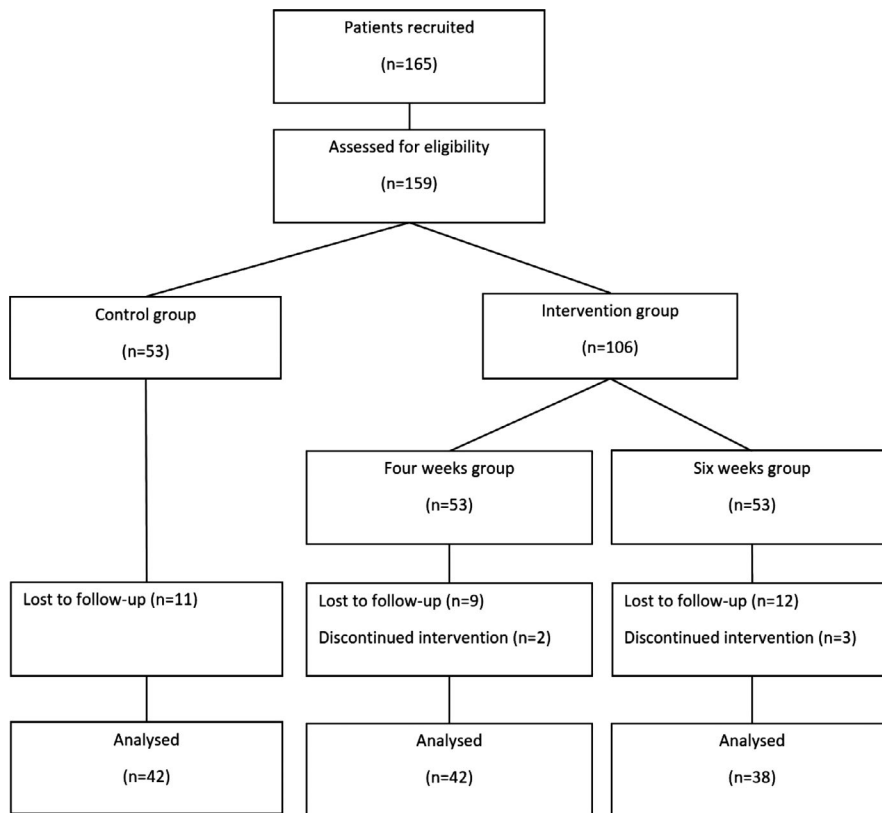 Patients recruited
(n=165)
Assessed for eligibility
(n=159)
Control group
(n=53)
Intervention group
(n=106)
Four weeks group
(n=53)
Six weeks group
(n=53)
Lost to follow-up (n=11)
Lost to follow-up (n=9)
Discontinued intervention (n=2)
Lost to follow-up (n=12)
Discontinued intervention (n=3)
Analysed
(n=42)
Analysed
(n=42)
Analysed
(n=38)